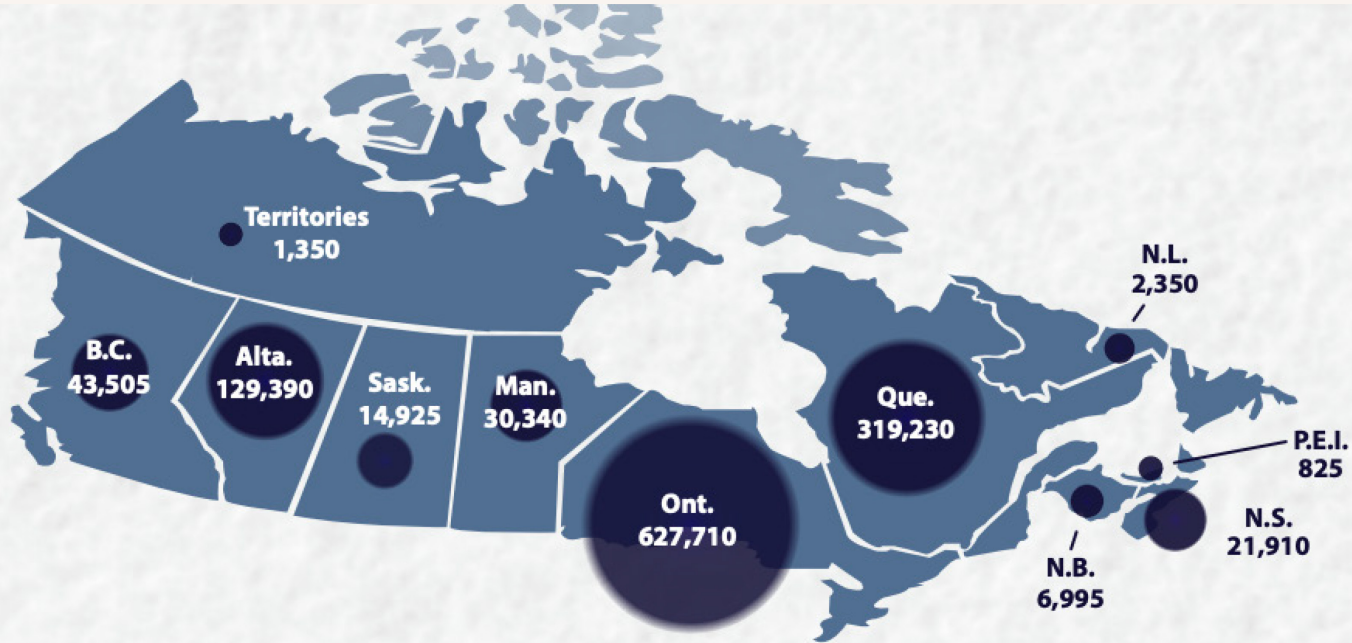 Territories
1,350
B.C.
43,505
Alta.
129,390
Sask.
14,925
Man.
30,340
Ont.
627,710
Que.
319,230
N.L.
2,350
P.E.I.
825
N.S.
21,910
N.B.
6,995